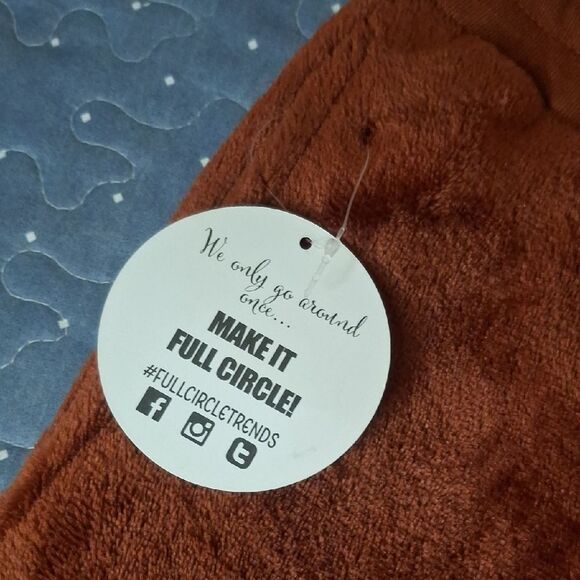 We only go around
once...
MAKE IT
FULL CIRCLE!
#FULLCIRCLETRENDS